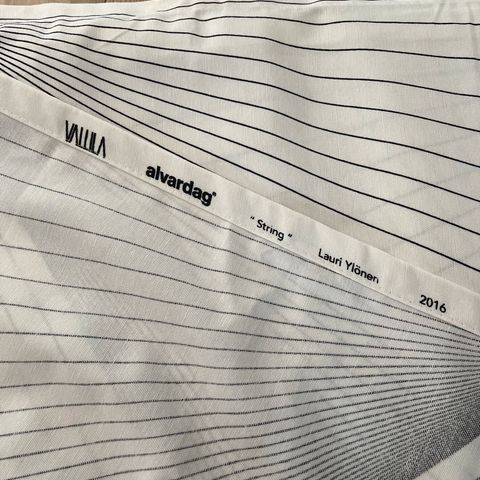 VALLILA
alvardag®
" String "
Lauri Ylönen
2016